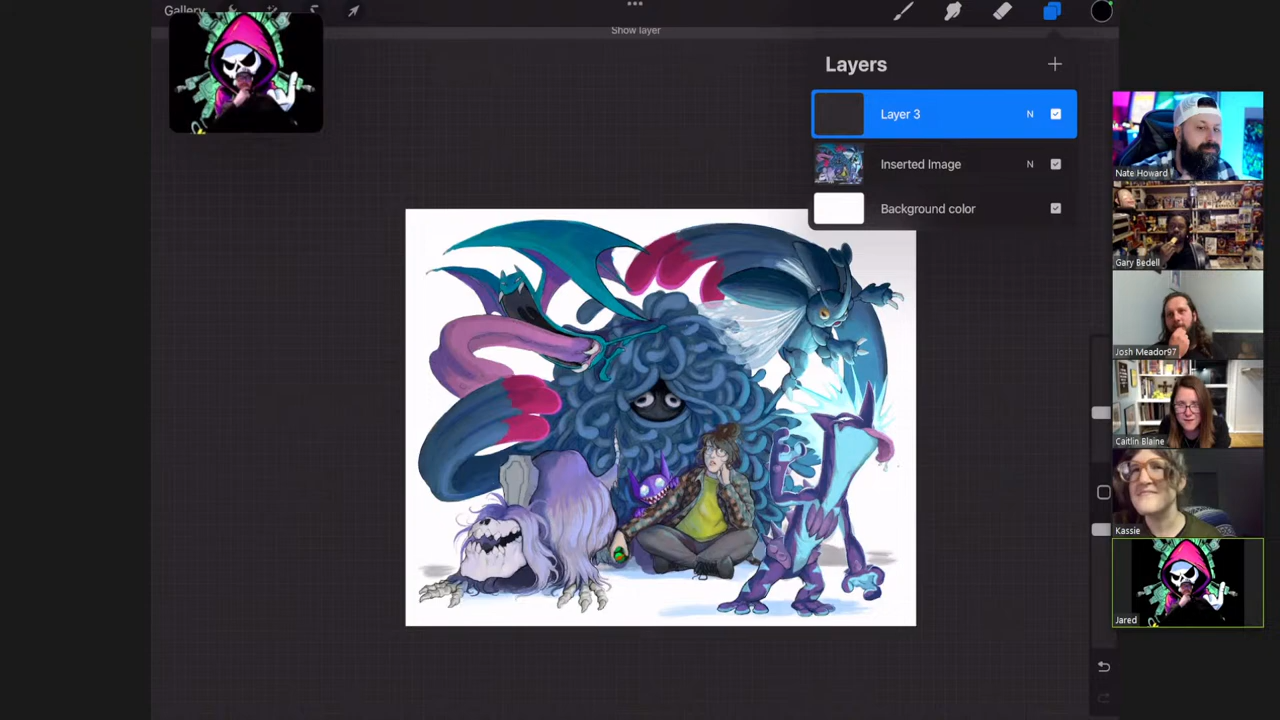 Gallery
Show layer
Layers
Layer 3
N
Inserted Image
N
Background color
Nate Howard
Gary Bedell
Josh Meador97
Caitlin Blaine
Kassie
Jared